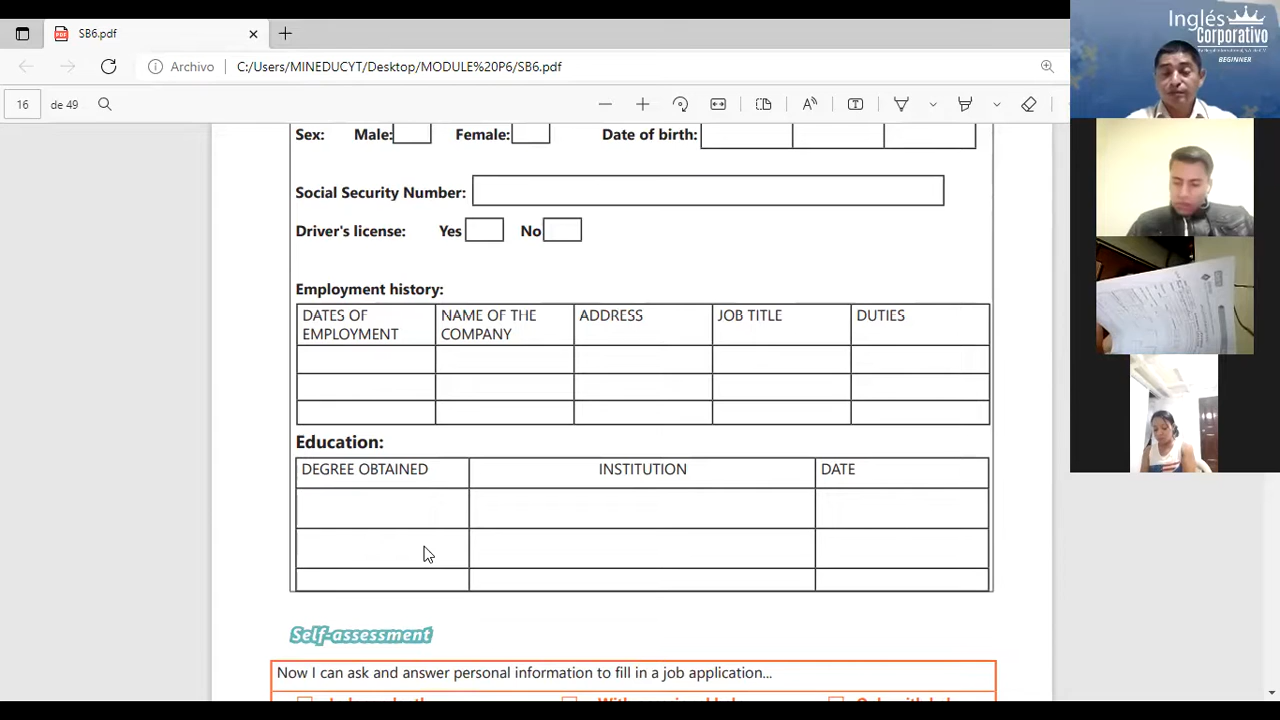 SB6.pdf
Archivo C:/Users/MINEDUCYT/Desktop/MODULE%20P6/SB6.pdf
16 de 49
Inglés
Corporativo
BEGINNER
Sex: Male: Female: Date of birth:
Social Security Number:
Driver's license: Yes No
Employment history:
DATES OF EMPLOYMENT NAME OF THE COMPANY ADDRESS JOB TITLE DUTIES
Education:
DEGREE OBTAINED INSTITUTION DATE
Self-assessment
Now I can ask and answer personal information to fill in a job application...